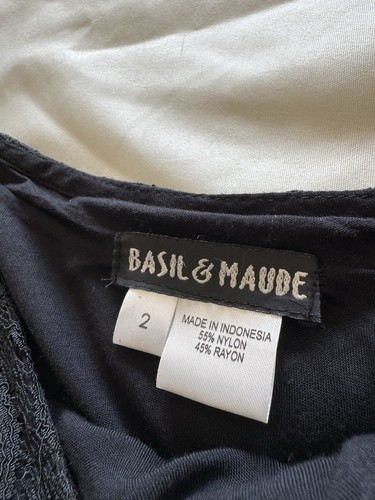 BASIL & MAUDE
2
MADE IN INDONESIA
55% NYLON
45% RAYON